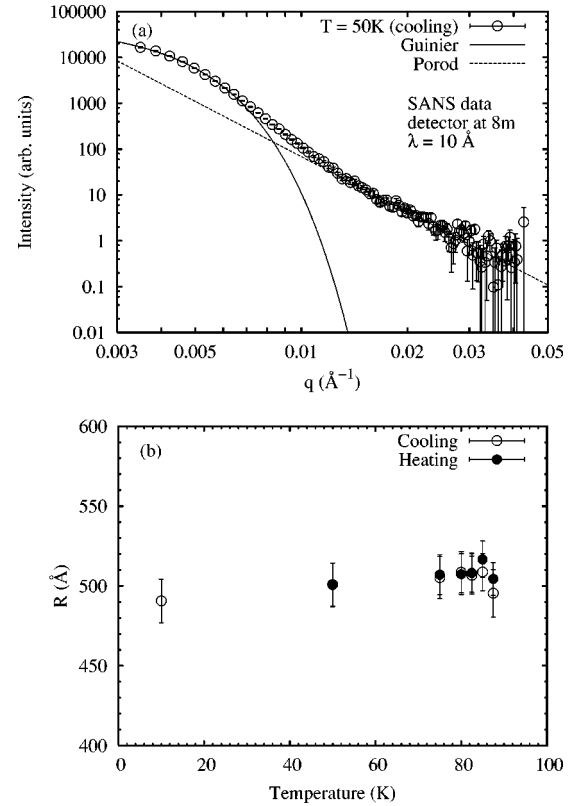 (a)
T = 50K (cooling)
Guinier
Porod
SANS data
detector at 8m
λ = 10 Å
Intensity (arb. units)
100000
10000
1000
100
10
1
0.1
0.01
0.003 0.005 0.01 0.02 0.03 0.05
q (Å⁻¹)
(b)
Cooling
Heating
R (Å)
600
550
500
450
400
0 20 40 60 80 100
Temperature (K)